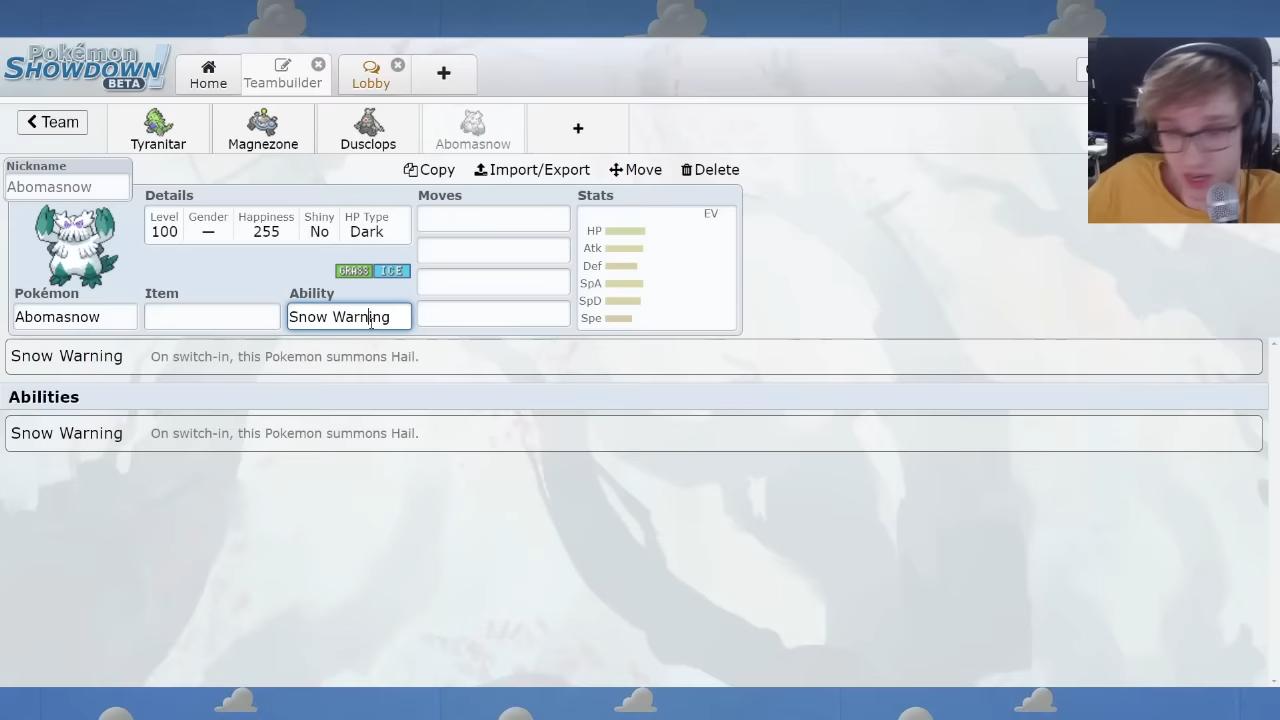 Pokémon
SHOWDOWN!
BETA
Home
Teambuilder
Lobby
+
Team
Tyranitar
Magnezone
Dusclops
Abomasnow
+
Nickname
Abomasnow
Copy
Import/Export
Move
Delete
Details
Moves
Stats
Level
Gender
Happiness
Shiny
HP Type
100
—
255
No
Dark
EV
HP
Atk
Def
SpA
SpD
Spe
GRASS
ICE
Pokémon
Item
Ability
Abomasnow
Snow Warning
Snow Warning On switch-in, this Pokemon summons Hail.
Abilities
Snow Warning On switch-in, this Pokemon summons Hail.